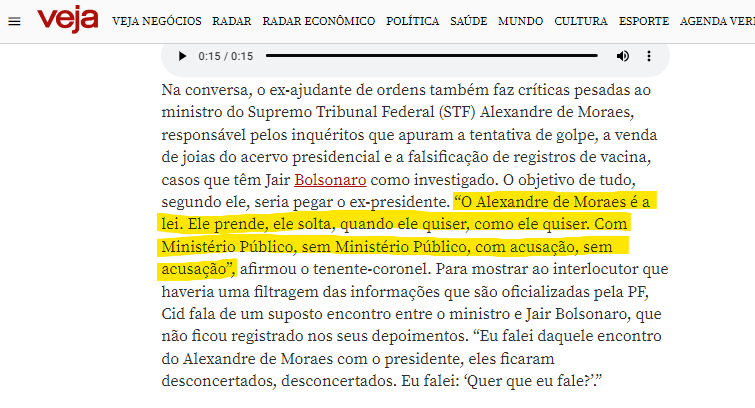 veja VEJA NEGÓCIOS RADAR RADAR ECONÔMICO POLÍTICA SAÚDE MUNDO CULTURA ESPORTE AGENDA VER
0:15 / 0:15
Na conversa, o ex-ajudante de ordens também faz críticas pesadas ao
ministro do Supremo Tribunal Federal (STF) Alexandre de Moraes,
responsável pelos inquéritos que apuram a tentativa de golpe, a venda
de joias do acervo presidencial e a falsificação de registros de vacina,
casos que têm Jair Bolsonaro como investigado. O objetivo de tudo,
segundo ele, seria pegar o ex-presidente. “O Alexandre de Moraes é a
lei. Ele prende, ele solta, quando ele quiser, como ele quiser. Com
Ministério Público, sem Ministério Público, com acusação, sem
acusação”, afirmou o tenente-coronel. Para mostrar ao interlocutor que
haveria uma filtragem das informações que são oficializadas pela PF,
Cid fala de um suposto encontro entre o ministro e Jair Bolsonaro, que
não ficou registrado nos seus depoimentos. “Eu falei daquele encontro
do Alexandre de Moraes com o presidente, eles ficaram
desconcertados, desconcertados. Eu falei: ‘Quer que eu fale?’.”